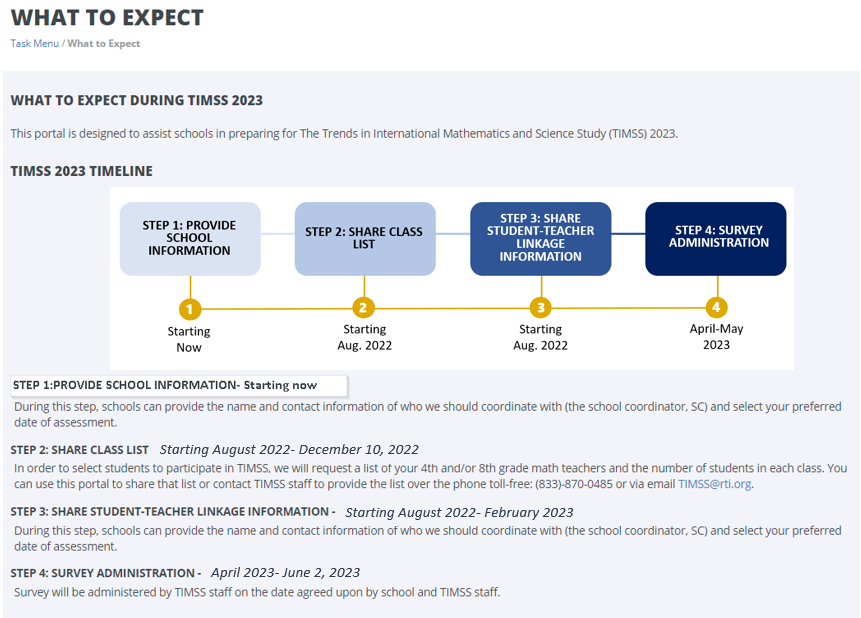 WHAT TO EXPECT
Task Menu / What to Expect
WHAT TO EXPECT DURING TIMSS 2023
This portal is designed to assist schools in preparing for The Trends in International Mathematics and Science Study (TIMSS) 2023.
TIMSS 2023 TIMELINE
STEP 1: PROVIDE
SCHOOL
INFORMATION
STEP 2: SHARE CLASS
LIST
STEP 3: SHARE
STUDENT-TEACHER
LINKAGE
INFORMATION
STEP 4: SURVEY
ADMINISTRATION
1
2
3
4
Starting
Now
Starting
Aug. 2022
Starting
Aug. 2022
April-May
2023
STEP 1:PROVIDE SCHOOL INFORMATION- Starting now
During this step, schools can provide the name and contact information of who we should coordinate with (the school coordinator, SC) and select your preferred
date of assessment.
STEP 2: SHARE CLASS LIST Starting August 2022- December 10, 2022
In order to select students to participate in TIMSS, we will request a list of your 4th and/or 8th grade math teachers and the number of students in each class. You
can use this portal to share that list or contact TIMSS staff to provide the list over the phone toll-free: (833)-870-0485 or via email TIMSS@rti.org.
STEP 3: SHARE STUDENT-TEACHER LINKAGE INFORMATION - Starting August 2022- February 2023
During this step, schools can provide the name and contact information of who we should coordinate with (the school coordinator, SC) and select your preferred
date of assessment.
STEP 4: SURVEY ADMINISTRATION - April 2023- June 2, 2023
Survey will be administered by TIMSS staff on the date agreed upon by school and TIMSS staff.